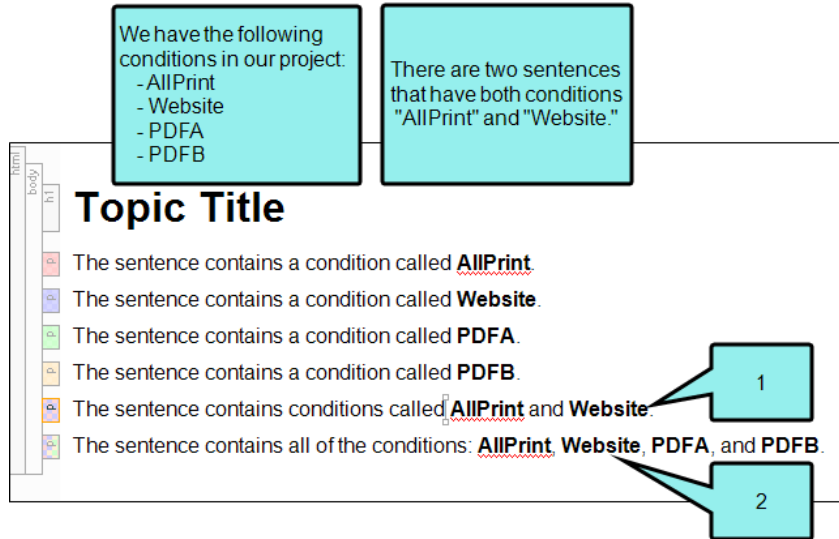 We have the following
conditions in our project:
- AllPrint
- Website
- PDFA
- PDFB
There are two sentences
that have both conditions
"AllPrint" and "Website."
html
body
h1
Topic Title
p
The sentence contains a condition called AllPrint.
p
The sentence contains a condition called Website.
p
The sentence contains a condition called PDFA.
p
The sentence contains a condition called PDFB.
p
The sentence contains conditions called AllPrint and Website.
1
p
The sentence contains all of the conditions: AllPrint, Website, PDFA, and PDFB.
2